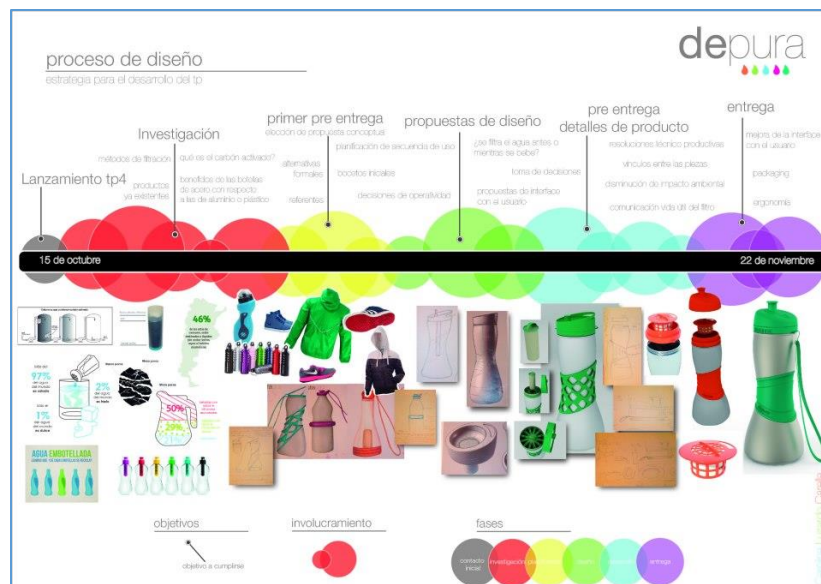 proceso de diseño
estrategia para el desarrollo del tp
depura
Lanzamiento tp4
Investigación
métodos de filtración
productos
ya existentes
qué es el carbón activado?
beneficios de las botellas
de acero con respecto
a las de aluminio o plástico
primer pre entrega
elección de propuesta conceptual
alternativas
formales
referentes
planificación de secuencia de uso
bocetos iniciales
decisiones de operatividad
propuestas de diseño
¿se filtra el agua antes o
mientras se bebe?
toma de decisiones
propuestas de interface
con el usuario
pre entrega
detalles de producto
resoluciones técnico productivas
vínculos entre las piezas
disminución de impacto ambiental
comunicación vida útil del filtro
entrega
mejora de la interface
con el usuario
packaging
ergonomía
15 de octubre
22 de noviembre
46%
97%
2%
1%
50%
29%
AGUA EMBOTELLADA
objetivos
objetivo a cumplirse
involucramiento
fases
contacto
inicial
investigación
entrega